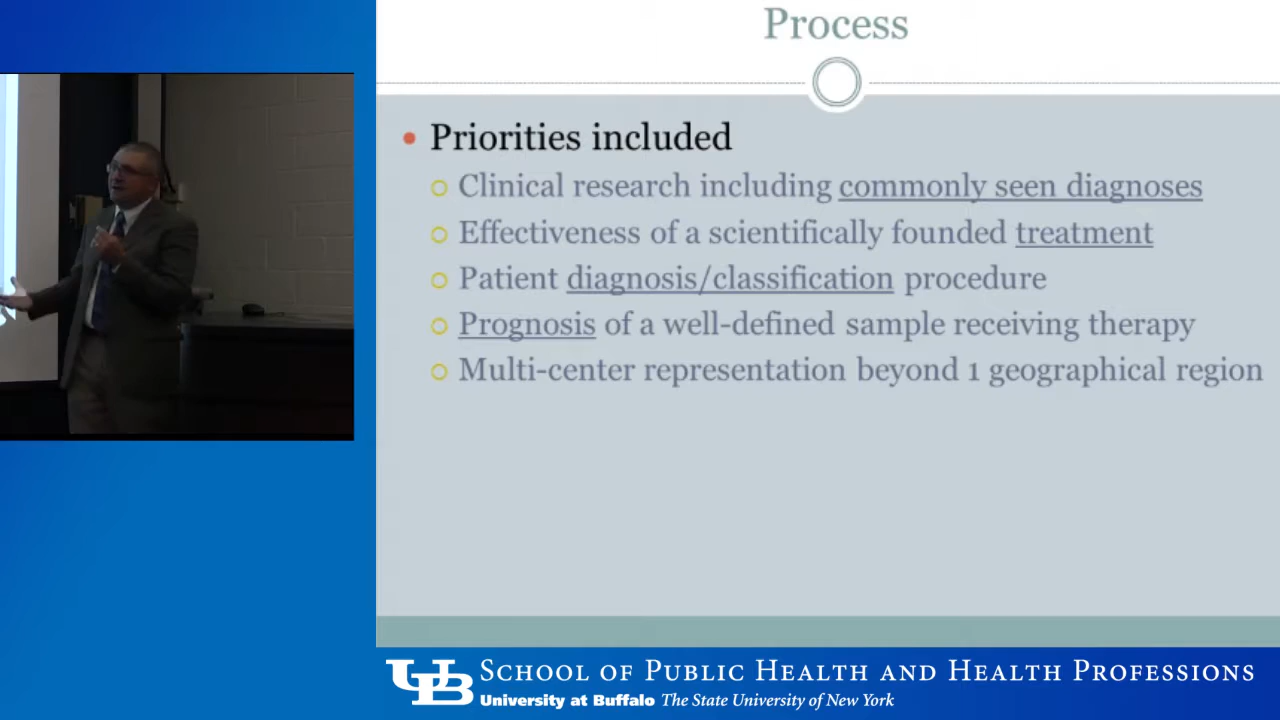 Process
Priorities included
Clinical research including commonly seen diagnoses
Effectiveness of a scientifically founded treatment
Patient diagnosis/classification procedure
Prognosis of a well-defined sample receiving therapy
Multi-center representation beyond 1 geographical region
UB School of Public Health and Health Professions
University at Buffalo The State University of New York